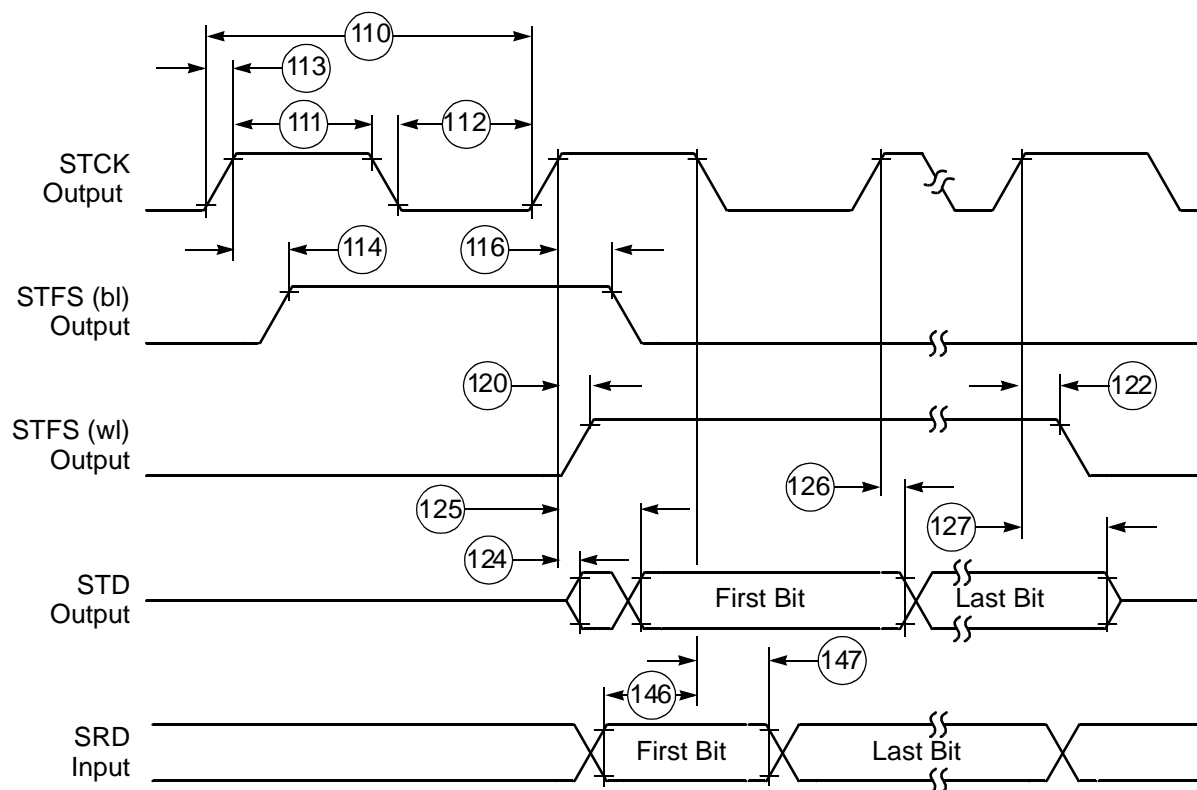 110
113
111
112
STCK
Output
114
116
STFS (bl)
Output
120
122
STFS (wl)
Output
125
126
127
124
STD
Output
First Bit
Last Bit
147
146
SRD
Input
First Bit
Last Bit